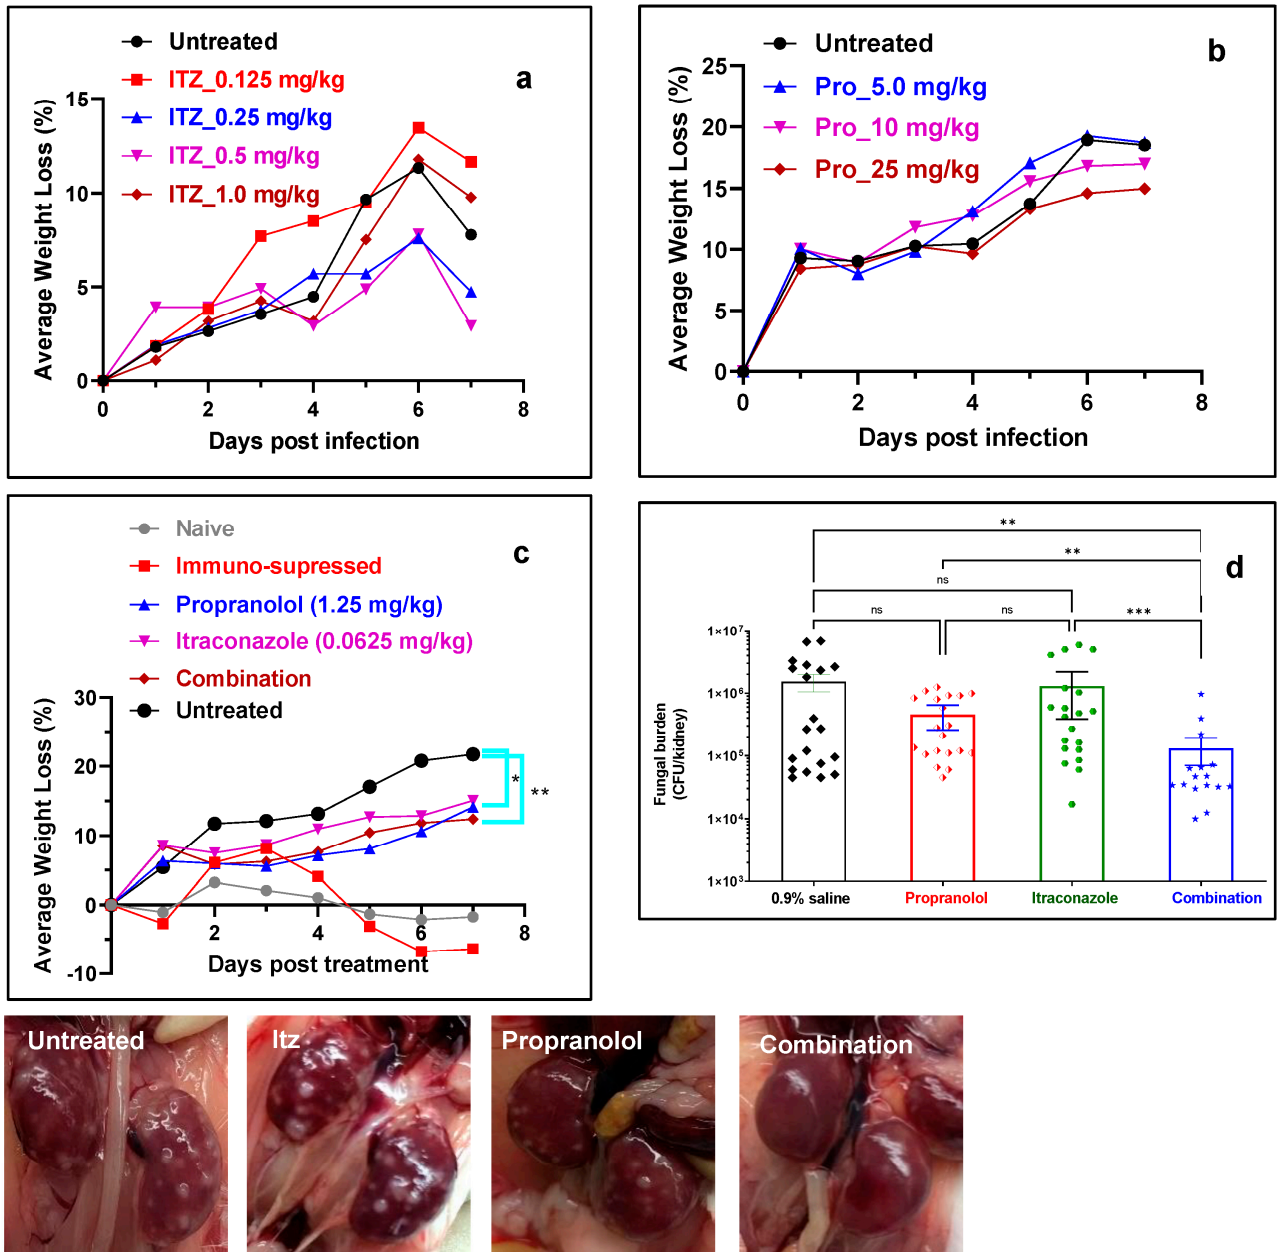 Untreated
ITZ_0.125 mg/kg
ITZ_0.25 mg/kg
ITZ_0.5 mg/kg
ITZ_1.0 mg/kg
a
Average Weight Loss (%)
15
10
5
0
0 2 4 6 8
Days post infection
Untreated
Pro_5.0 mg/kg
Pro_10 mg/kg
Pro_25 mg/kg
b
Average Weight Loss (%)
25
20
15
10
5
0
0 2 4 6 8
Days post infection
Naive
Immuno-supressed
Propranolol (1.25 mg/kg)
Itraconazole (0.0625 mg/kg)
Combination
Untreated
c
Average Weight Loss (%)
30
20
10
0
-10
2 4 6 8
Days post treatment
*
**
d
**
**
ns
ns ns ***
Fungal burden
(CFU/kidney)
1×10⁷
1×10⁶
1×10⁵
1×10⁴
1×10³
0.9% saline Propranolol Itraconazole Combination
Untreated
Itz
Propranolol
Combination